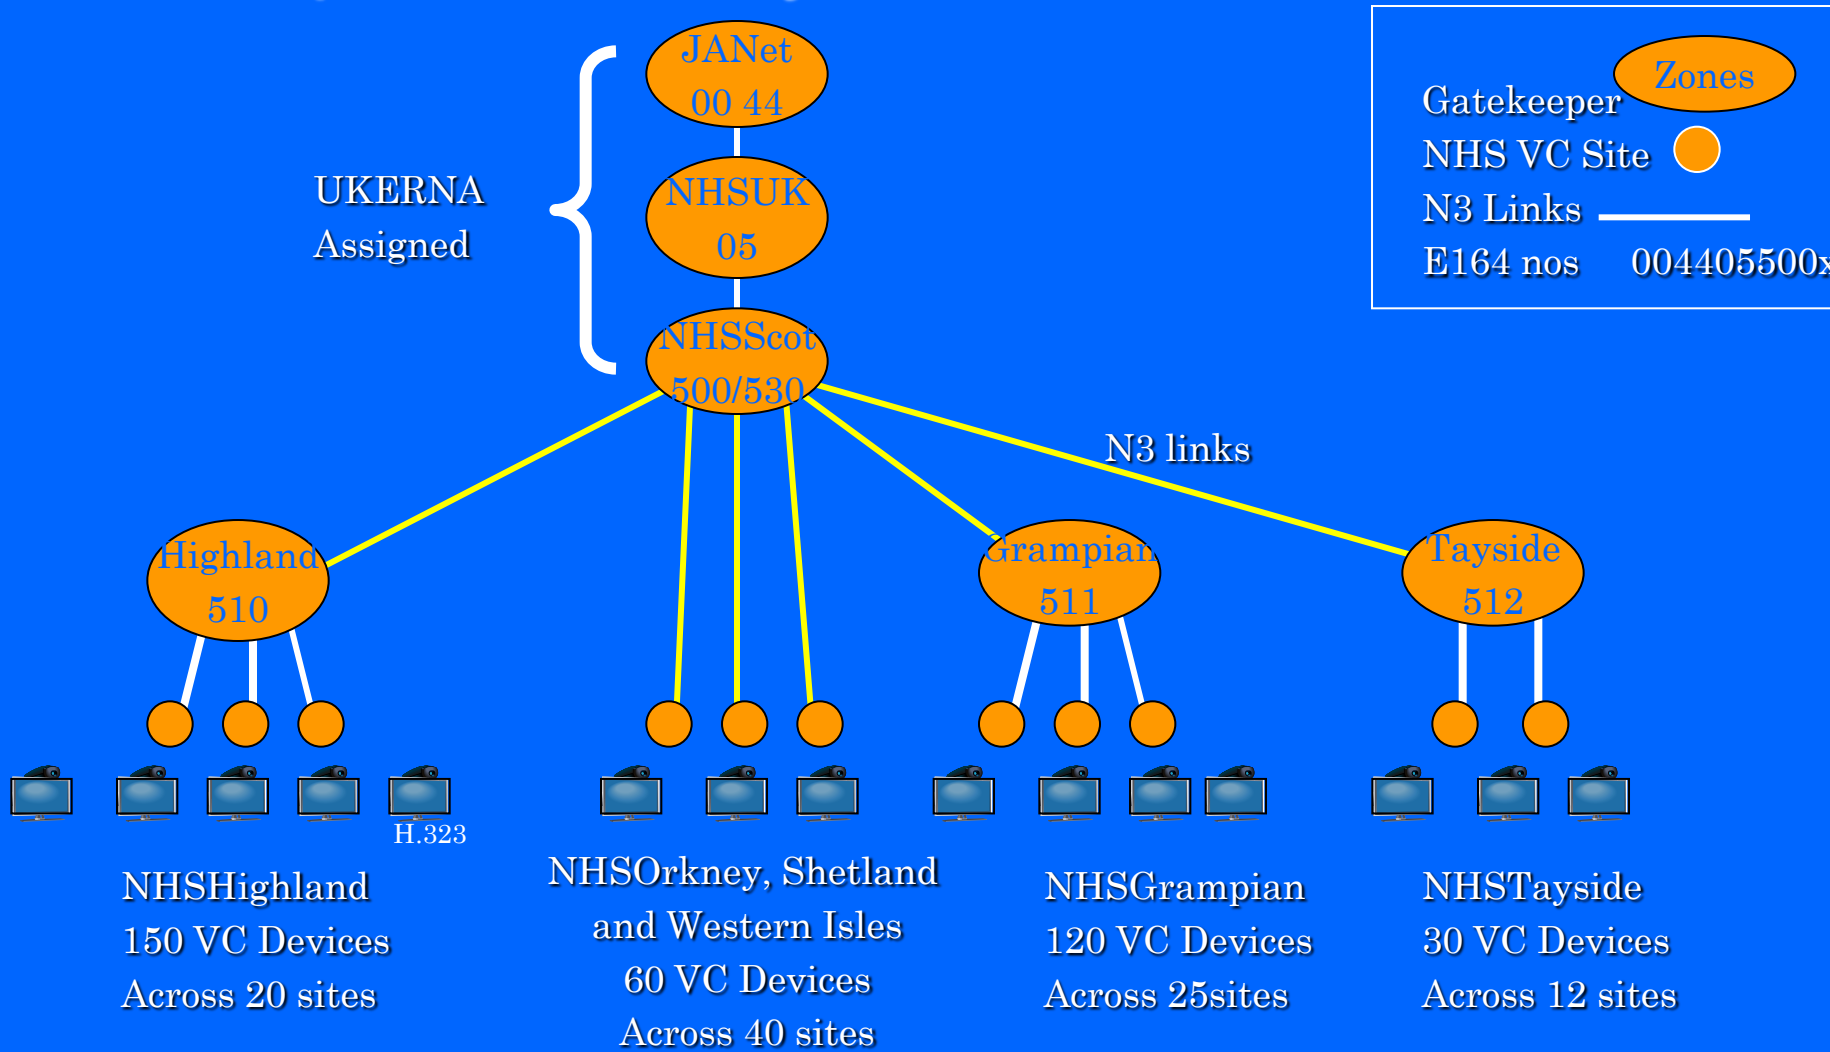 JANet
00 44
UKERNA
Assigned
NHSUK
05
NHSScot
500/530
Zones
Gatekeeper
NHS VC Site
N3 Links
E164 nos 004405500x
N3 links
Highland
510
Grampian
511
Tayside
512
H.323
NHSHighland
150 VC Devices
Across 20 sites
NHSOrkney, Shetland
and Western Isles
60 VC Devices
Across 40 sites
NHSGrampian
120 VC Devices
Across 25sites
NHSTayside
30 VC Devices
Across 12 sites